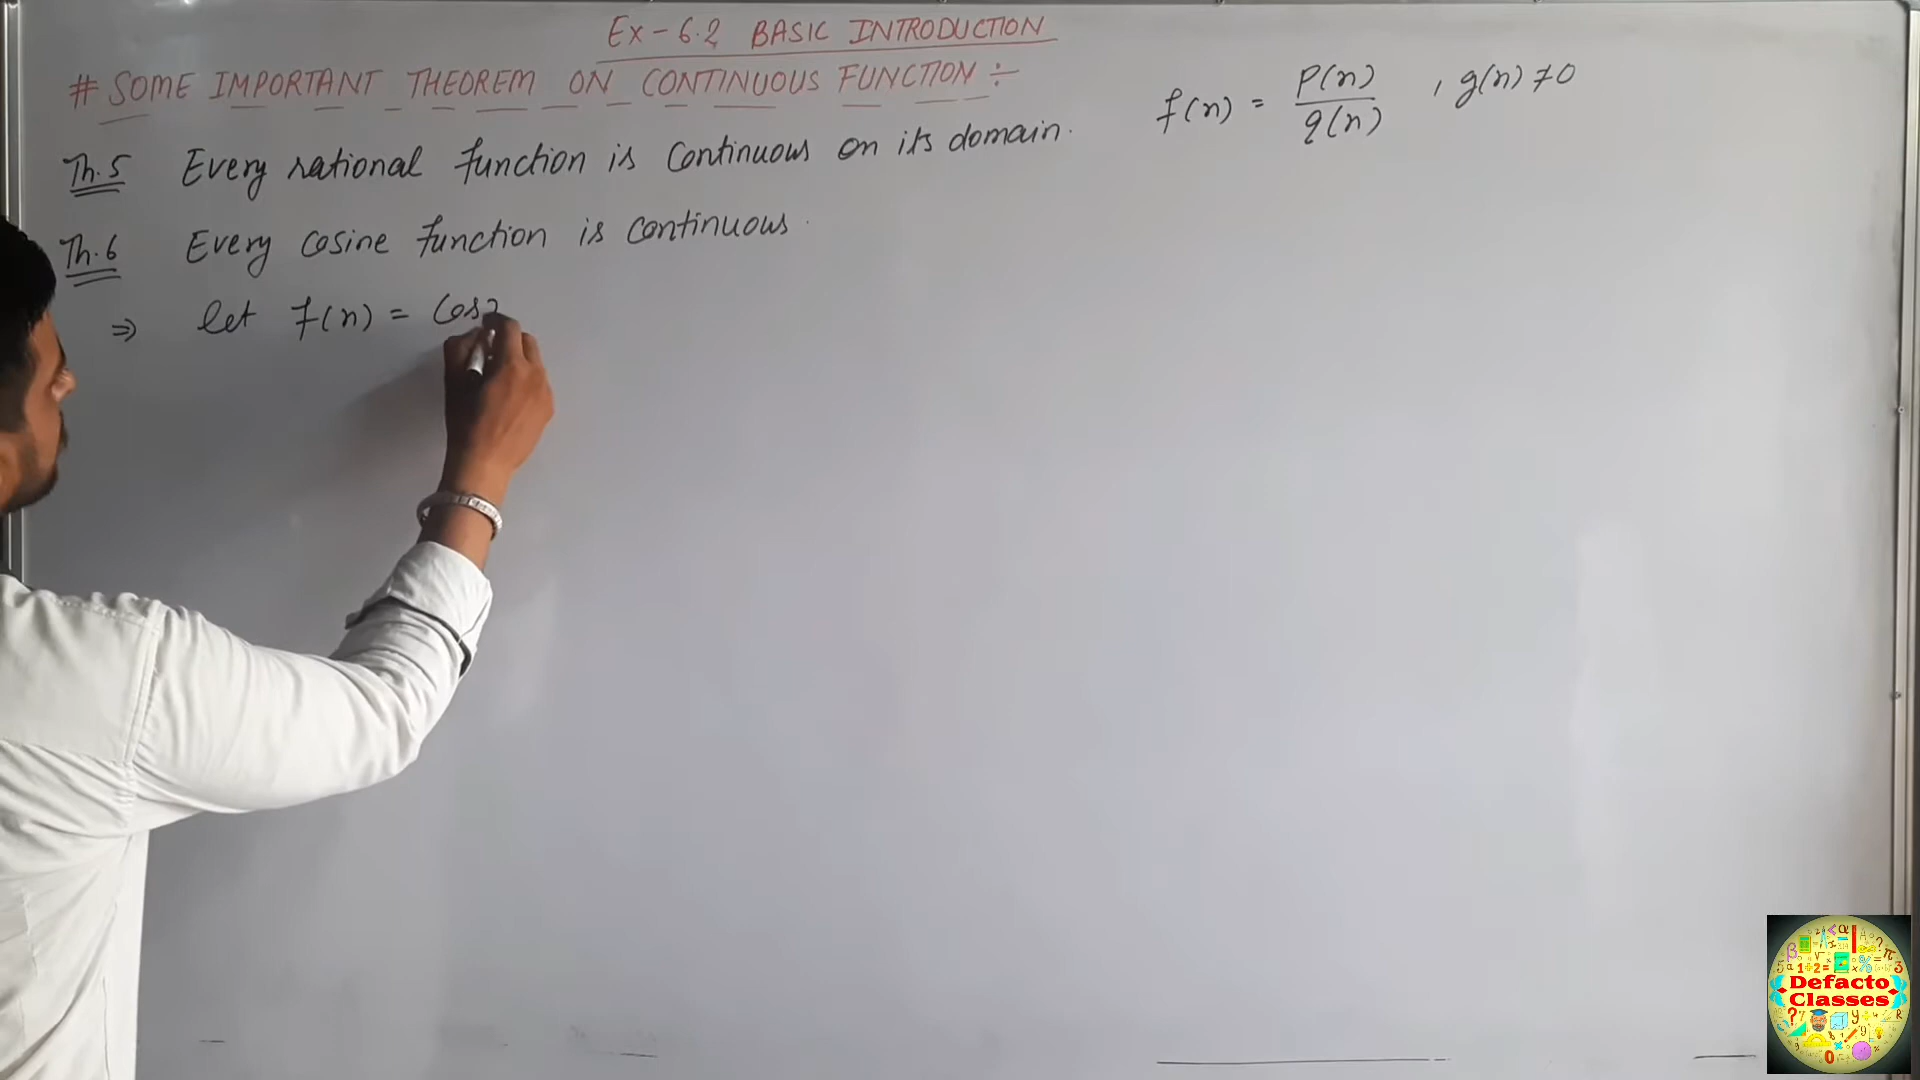 Ex-6.2 BASIC INTRODUCTION
# SOME IMPORTANT THEOREM ON CONTINUOUS FUNCTION ÷
Th.5 Every rational function is continuous on its domain.
f(n) = P(n)/q(n) , g(n) ≠ 0
Th.6 Every cosine function is continuous.
⇒ let f(n) = Cos
Defacto
Classes